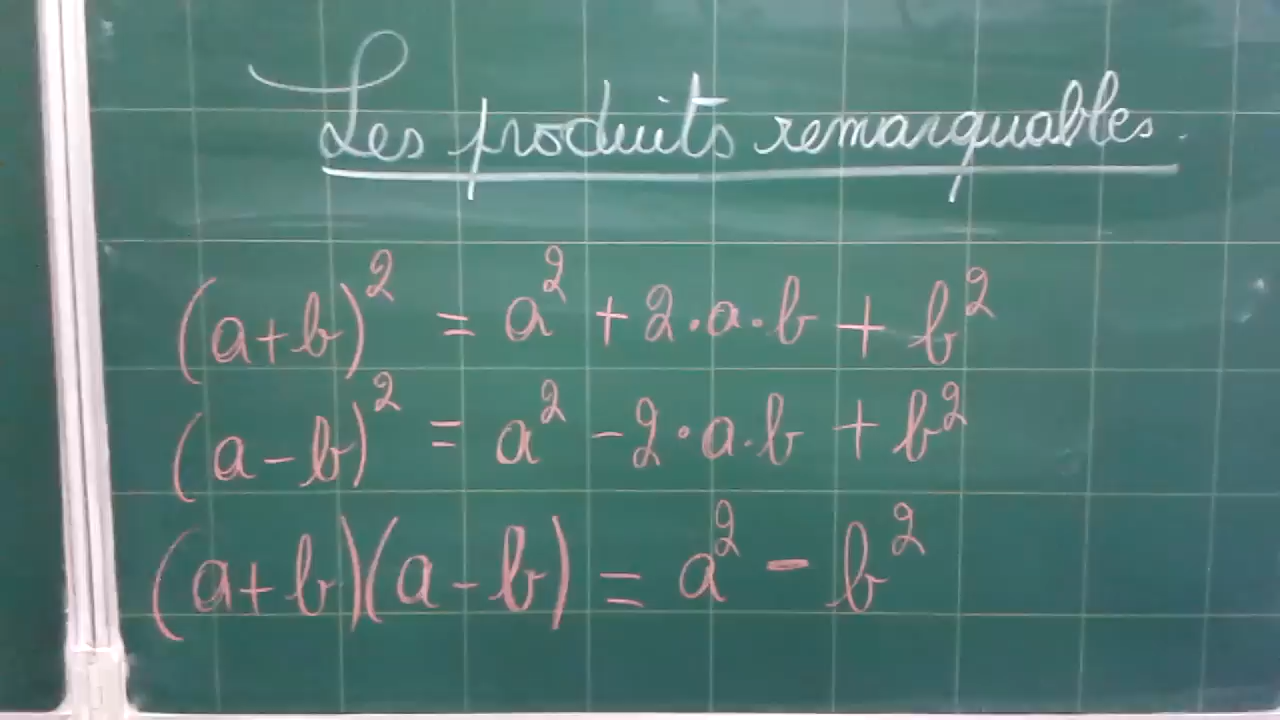 Les produits remarquables.
(a+b)² = a² + 2·a·b + b²
(a-b)² = a² - 2·a·b + b²
(a+b)(a-b) = a² - b²